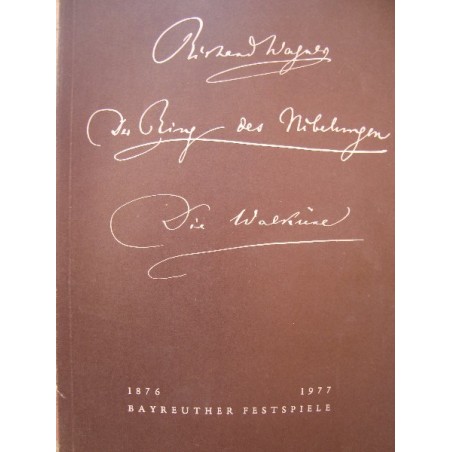 Richard Wagner
Der Ring des Nibelungen
Die Walküre
1876 1977
BAYREUTHER FESTSPIELE